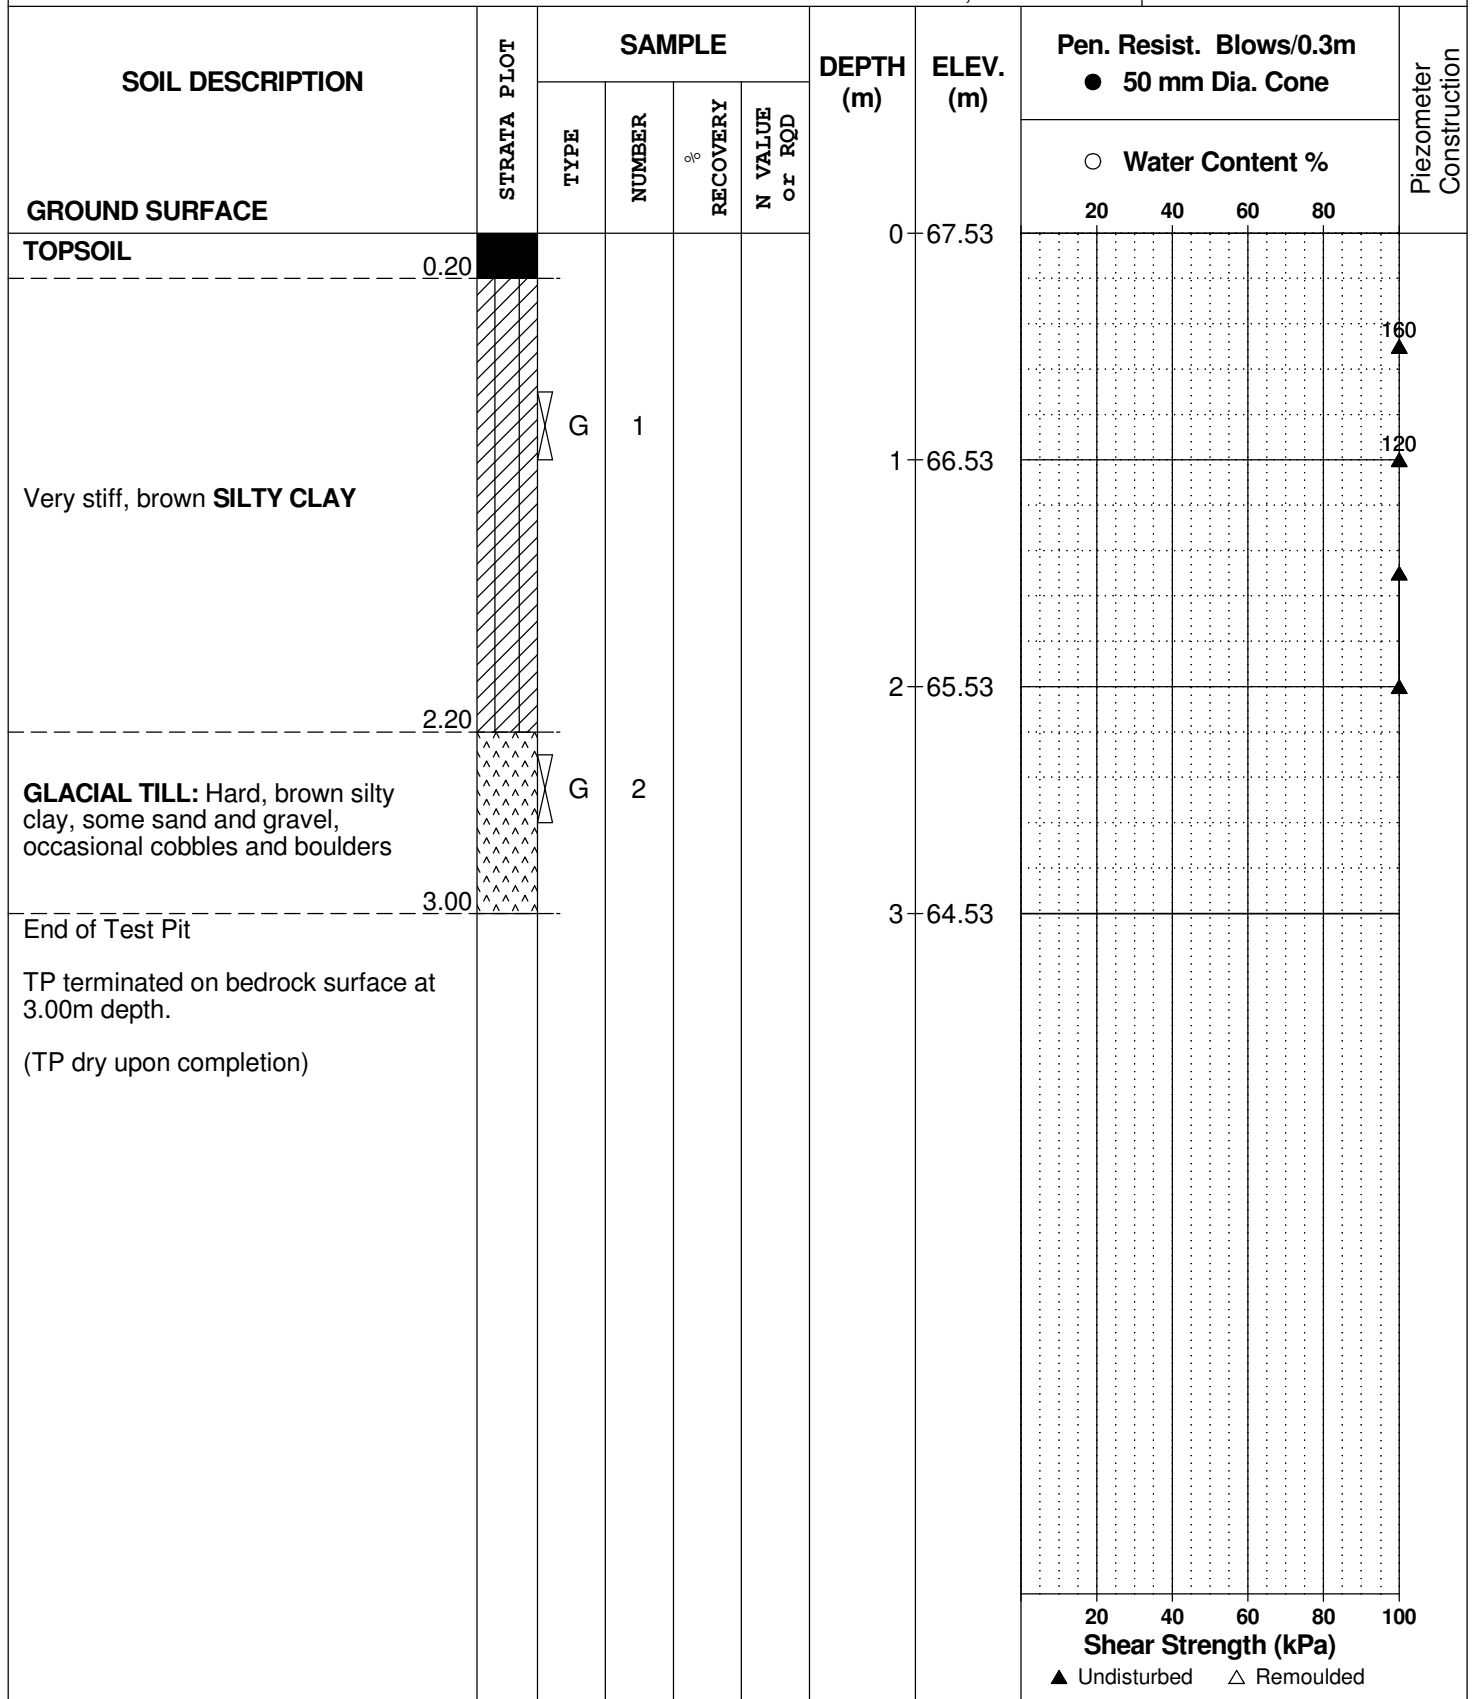 SOIL DESCRIPTION
GROUND SURFACE
STRATA PLOT
SAMPLE
TYPE
NUMBER
%
RECOVERY
N VALUE
or RQD
DEPTH
(m)
ELEV.
(m)
Pen. Resist. Blows/0.3m
● 50 mm Dia. Cone
○ Water Content %
20 40 60 80
Piezometer
Construction
TOPSOIL
0.20
0 67.53
160
G 1
120
1 66.53
Very stiff, brown SILTY CLAY
2 65.53
2.20
GLACIAL TILL: Hard, brown silty
clay, some sand and gravel,
occasional cobbles and boulders
G 2
3.00
3 64.53
End of Test Pit
TP terminated on bedrock surface at
3.00m depth.
(TP dry upon completion)
20 40 60 80 100
Shear Strength (kPa)
▲ Undisturbed △ Remoulded